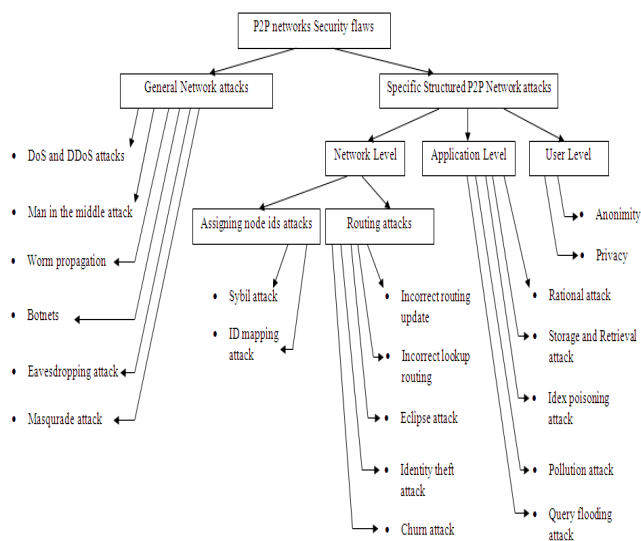 P2P networks Security flaws
General Network attacks
Specific Structured P2P Network attacks
DoS and DDoS attacks
Man in the middle attack
Worm propagation
Botnets
Eavesdropping attack
Masqurade attack
Network Level
Application Level
User Level
Assigning node ids attacks
Routing attacks
Sybil attack
ID mapping
attack
Incorrect routing
update
Incorrect lookup
routing
Eclipse attack
Identity theft
attack
Churn attack
Rational attack
Storage and Retrieval
attack
Idex poisoning
attack
Pollution attack
Query flooding
attack
Anonimity
Privacy